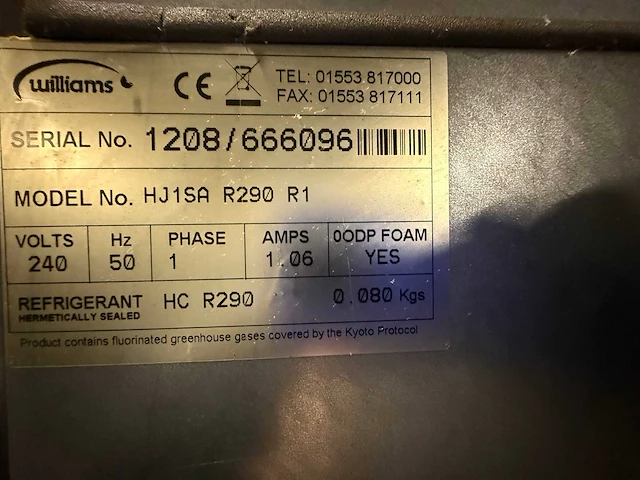 williams
CE
TEL: 01553 817000
FAX: 01553 817111
SERIAL No. 1208/666096
MODEL No. HJ1SA R290 R1
VOLTS Hz PHASE AMPS 0ODP FOAM
240 50 1 1.06 YES
REFRIGERANT HC R290 0.080 Kgs
HERMETICALLY SEALED
Product contains fluorinated greenhouse gases covered by the Kyoto Protocol